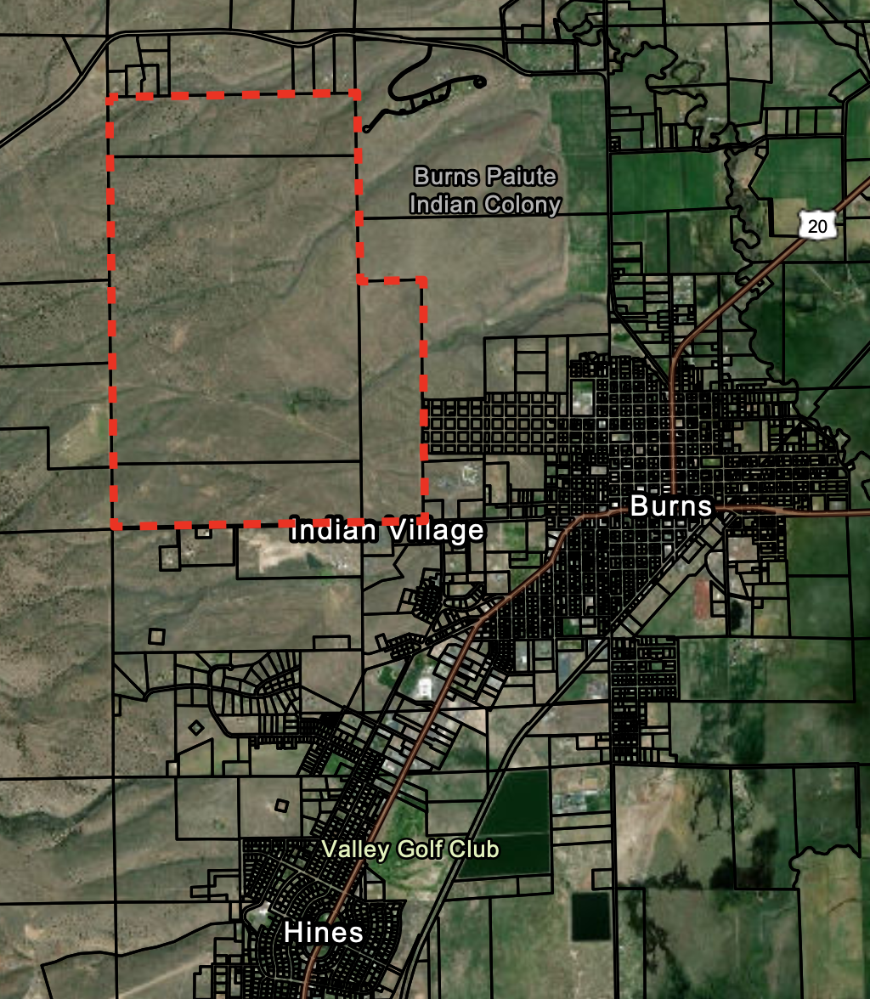 Burns Paiute
Indian Colony
20
Burns
Indian Village
Valley Golf Club
Hines